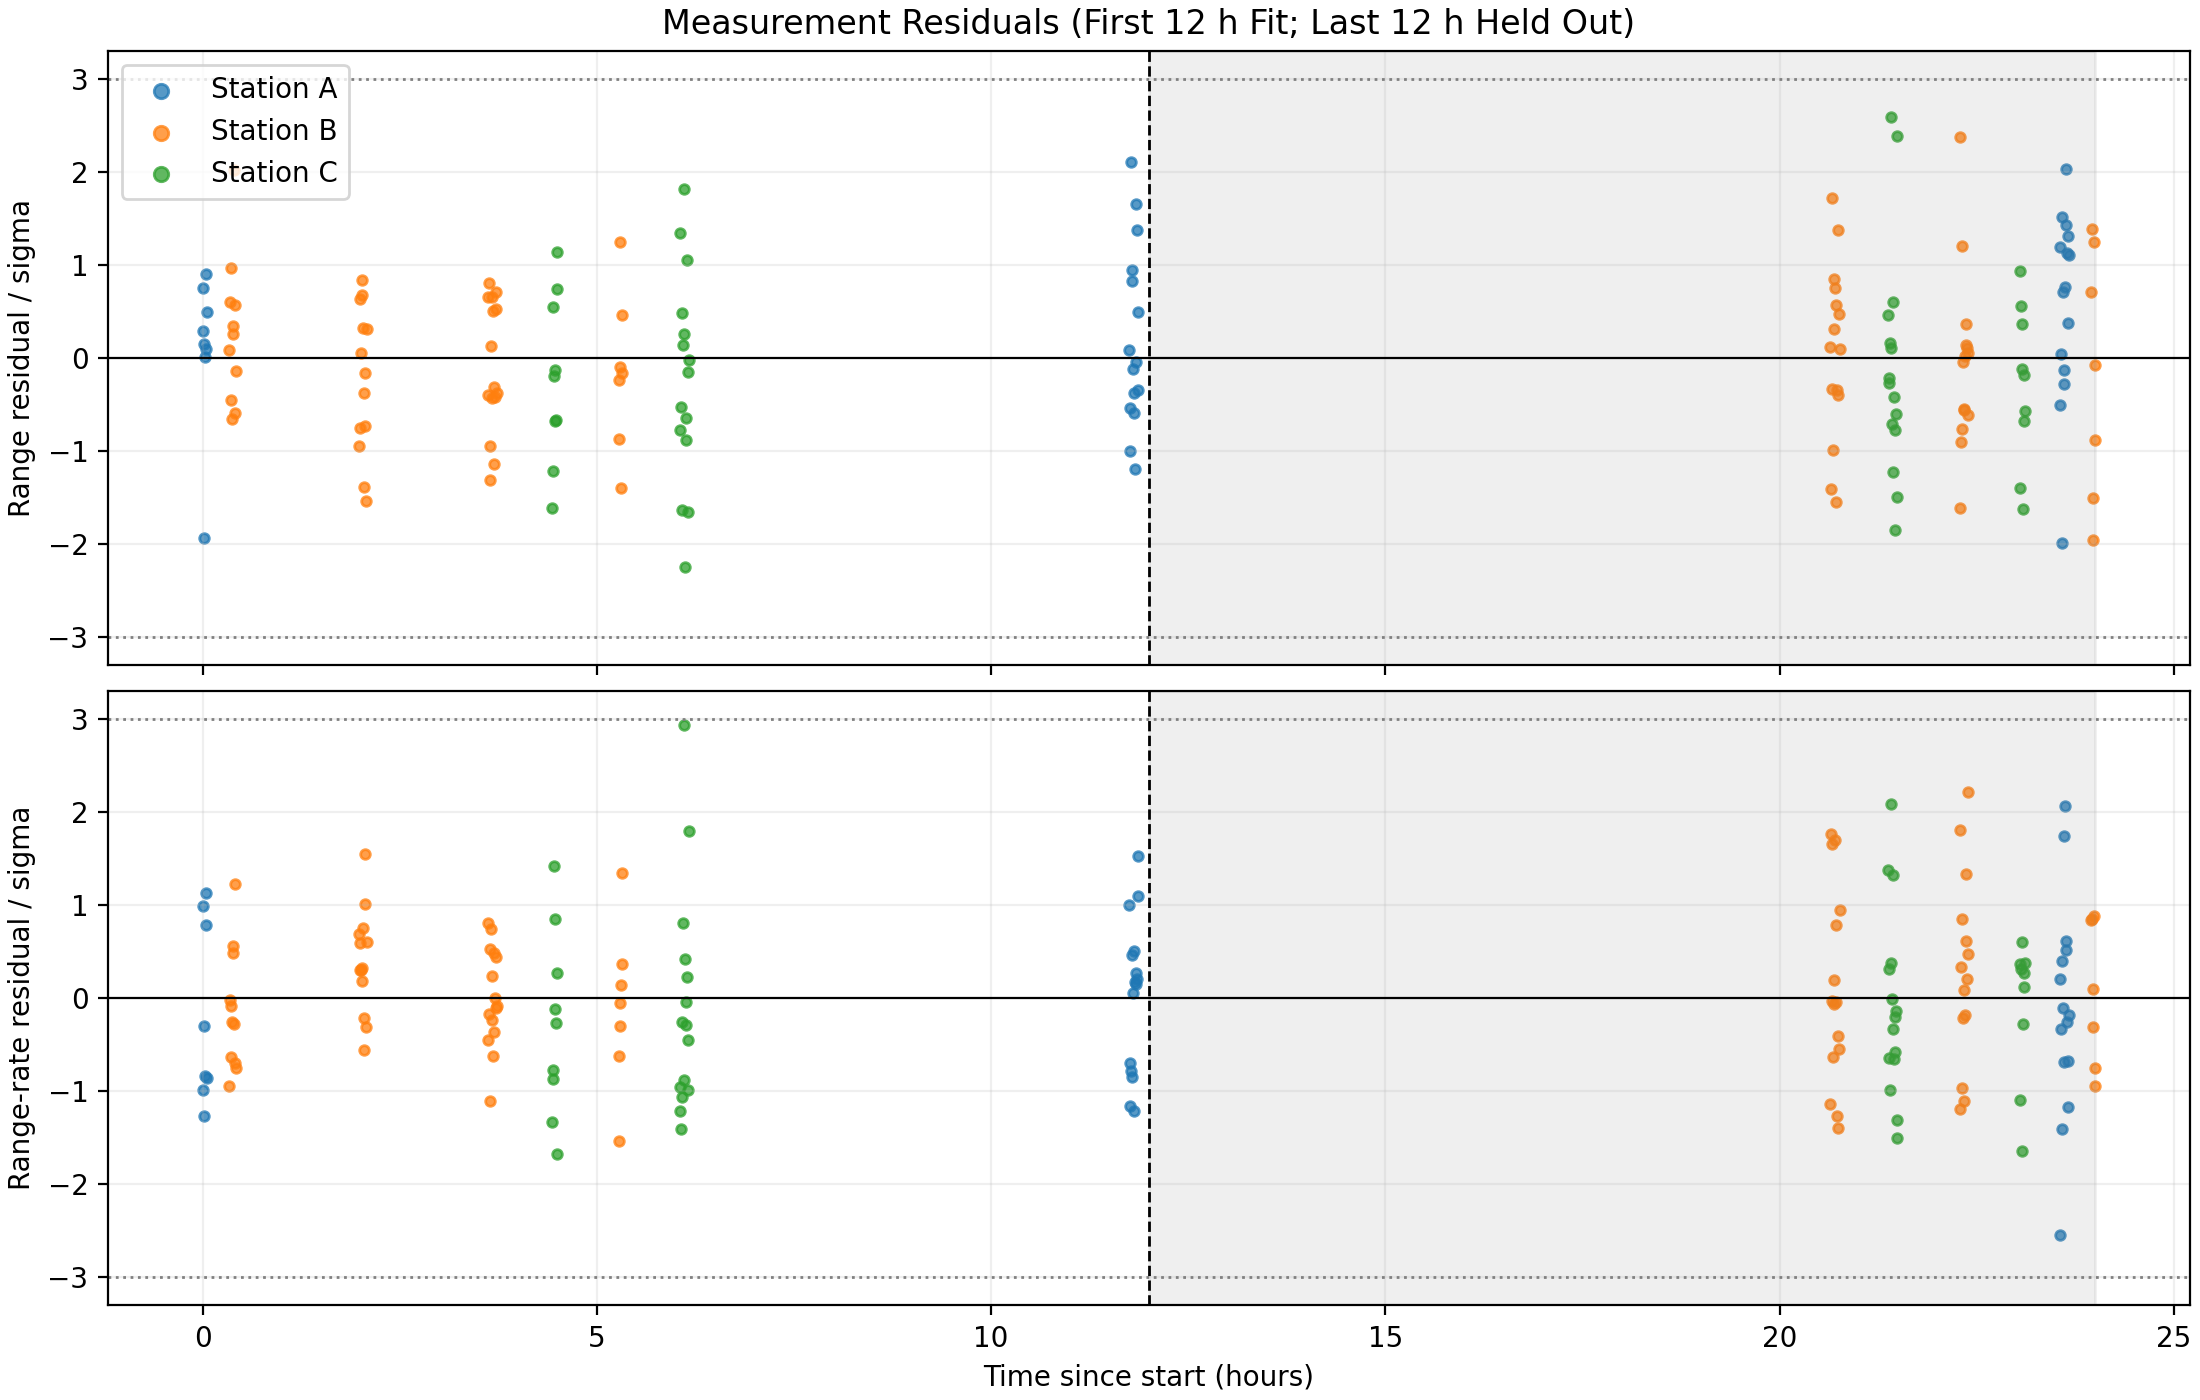 Measurement Residuals (First 12 h Fit; Last 12 h Held Out)
Range residual / sigma
3
2
1
0
−1
−2
−3
Station A
Station B
Station C
Range-rate residual / sigma
3
2
1
0
−1
−2
−3
0
5
10
15
20
25
Time since start (hours)